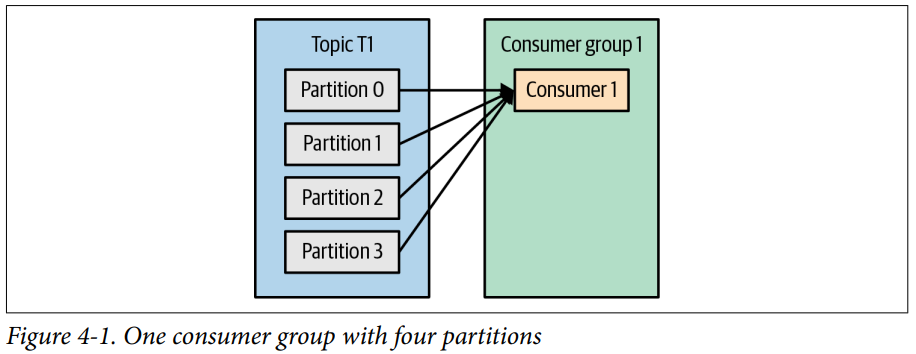 Topic T1
Partition 0
Partition 1
Partition 2
Partition 3
Consumer group 1
Consumer 1
Figure 4-1. One consumer group with four partitions